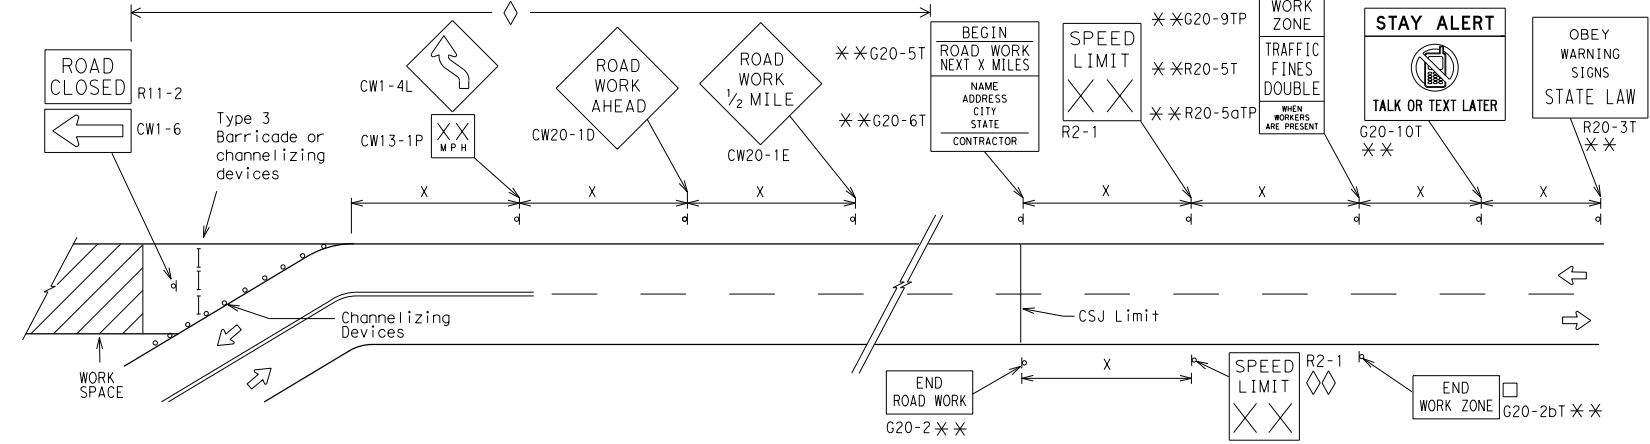 ROAD
CLOSED
R11-2
CW1-6
Type 3
Barricade or
channelizing
devices
CW1-4L
XX
MPH
CW13-1P
ROAD
WORK
AHEAD
CW20-1D
ROAD
WORK
1/2 MILE
CW20-1E
**G20-5T
BEGIN
ROAD WORK
NEXT X MILES
**G20-6T
NAME
ADDRESS
CITY
STATE
CONTRACTOR
SPEED
LIMIT
XX
R2-1
**G20-9TP
WORK
ZONE
**R20-5T
TRAFFIC
FINES
DOUBLE
**R20-5aTP
WHEN
WORKERS
ARE PRESENT
STAY ALERT
TALK OR TEXT LATER
G20-10T
**
OBEY
WARNING
SIGNS
STATE LAW
R20-3T
**
X
X
X
X
X
X
X
Channelizing
Devices
CSJ Limit
WORK
SPACE
END
ROAD WORK
G20-2**
X
SPEED
LIMIT
XX
R2-1
END
WORK ZONE
G20-2bT **